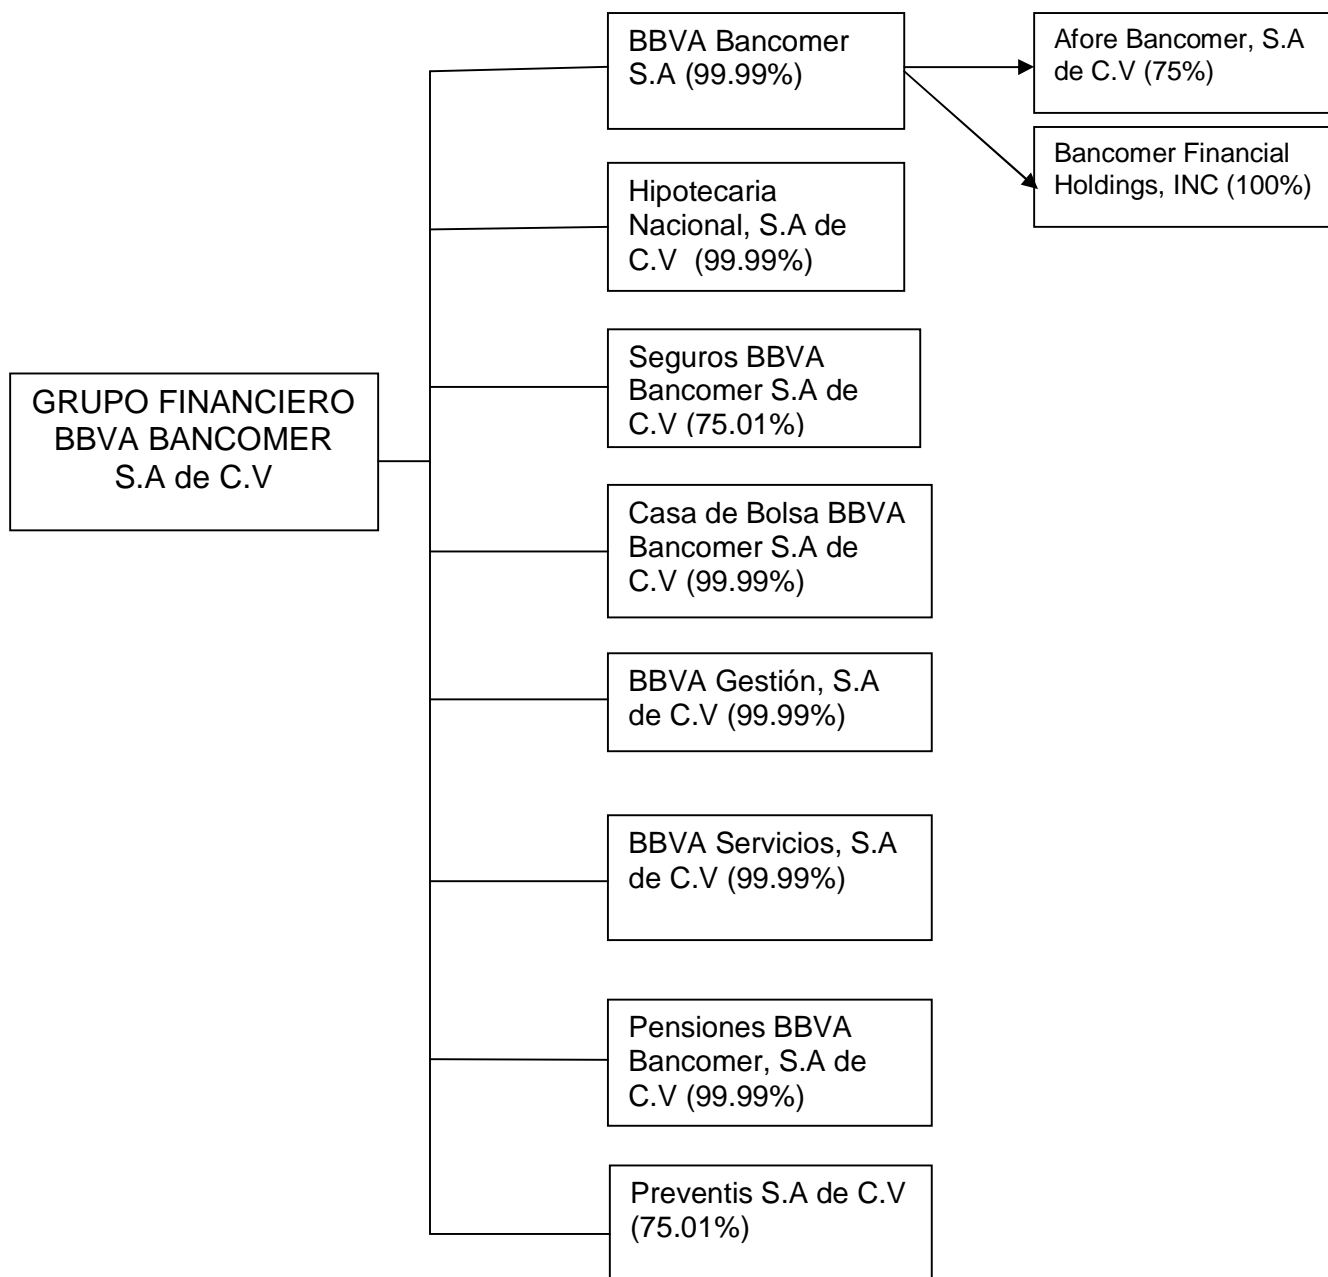 BBVA Bancomer
S.A (99.99%)
Afore Bancomer, S.A
de C.V (75%)
Bancomer Financial
Holdings, INC (100%)
Hipotecaria
Nacional, S.A de
C.V  (99.99%)
Seguros BBVA
Bancomer S.A de
C.V (75.01%)
GRUPO FINANCIERO
BBVA BANCOMER
S.A de C.V
Casa de Bolsa BBVA
Bancomer S.A de
C.V (99.99%)
BBVA Gestión, S.A
de C.V (99.99%)
BBVA Servicios, S.A
de C.V (99.99%)
Pensiones BBVA
Bancomer, S.A de
C.V (99.99%)
Preventis S.A de C.V
(75.01%)